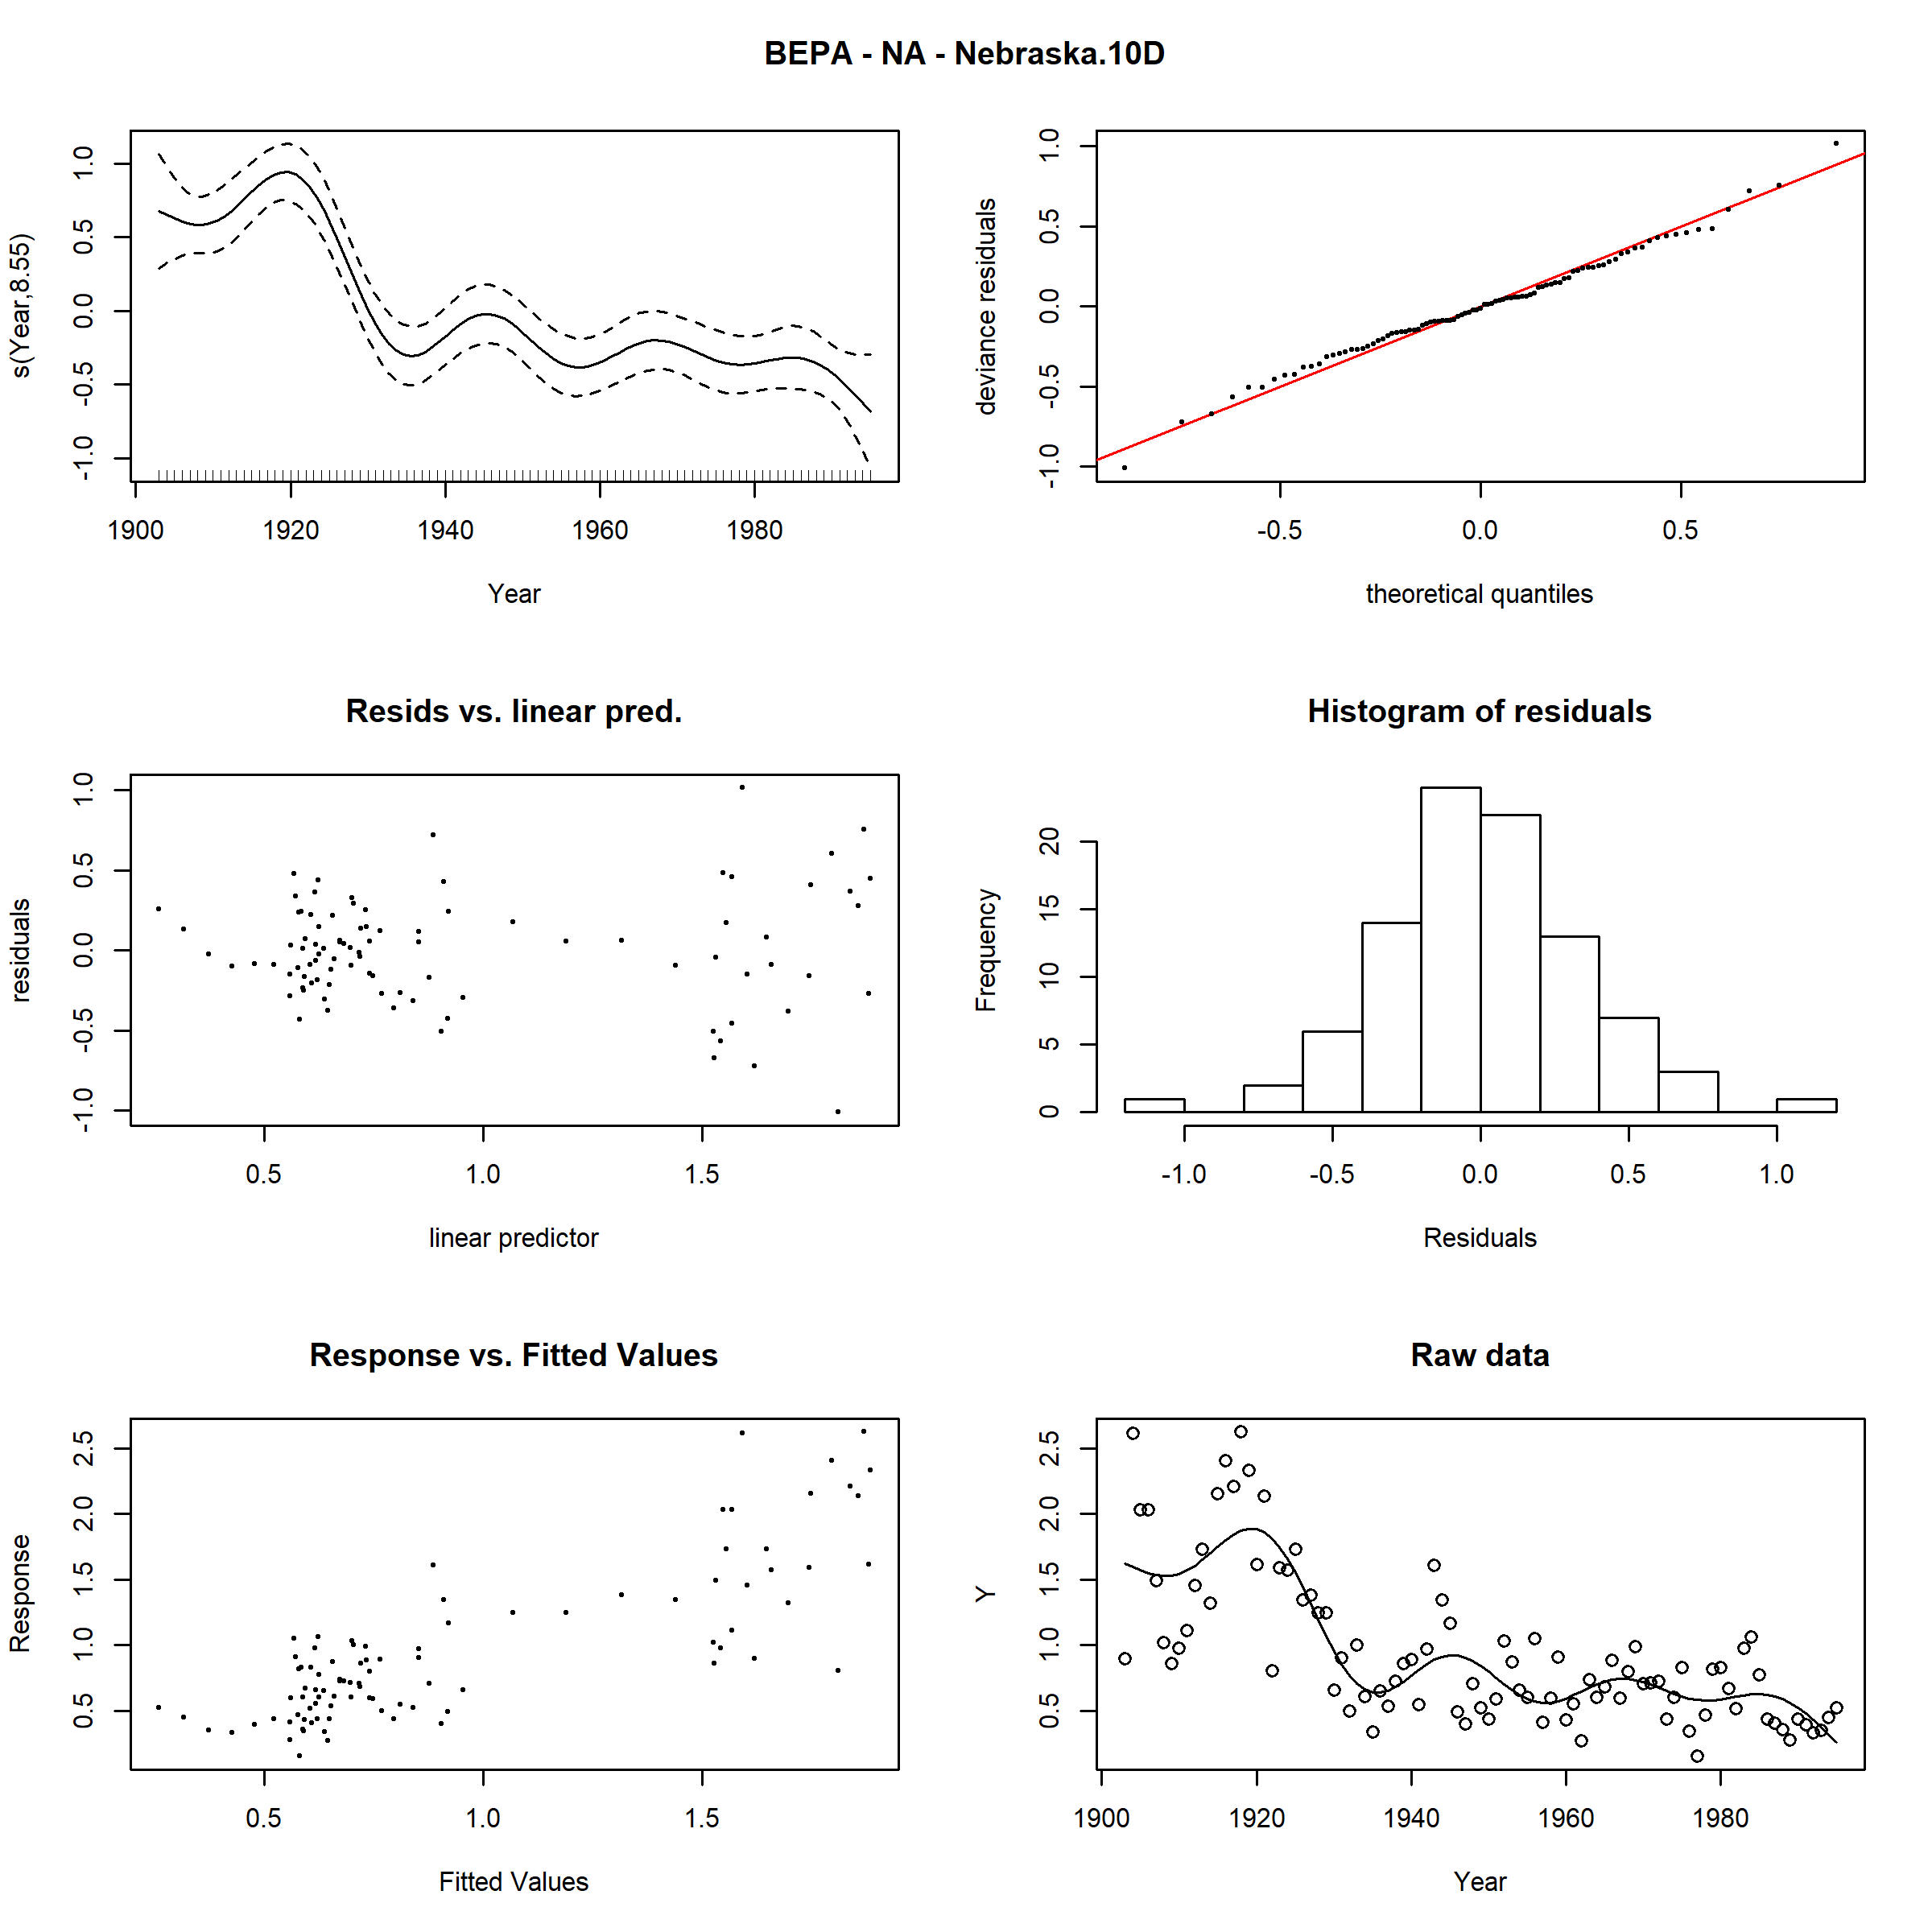 BEPA - NA - Nebraska.10D
s(Year,8.55)
1.0
0.5
0.0
-0.5
-1.0
1900 1920 1940 1960 1980
Year
deviance residuals
1.0
0.5
0.0
-0.5
-1.0
-0.5 0.0 0.5
theoretical quantiles
Resids vs. linear pred.
residuals
1.0
0.5
0.0
-0.5
-1.0
0.5 1.0 1.5
linear predictor
Histogram of residuals
Frequency
20
15
10
5
0
-1.0 -0.5 0.0 0.5 1.0
Residuals
Response vs. Fitted Values
Response
2.5
2.0
1.5
1.0
0.5
0.5 1.0 1.5
Fitted Values
Raw data
Y
2.5
2.0
1.5
1.0
0.5
1900 1920 1940 1960 1980
Year